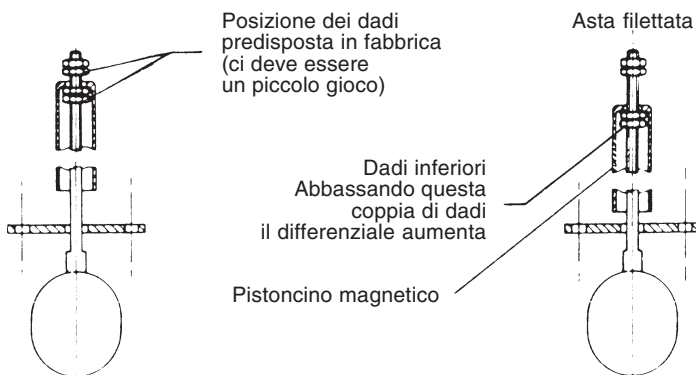 Posizione dei dadi
predisposta in fabbrica
(ci deve essere
un piccolo gioco)
Asta filettata
Dadi inferiori
Abbassando questa
coppia di dadi
il differenziale aumenta
Pistoncino magnetico